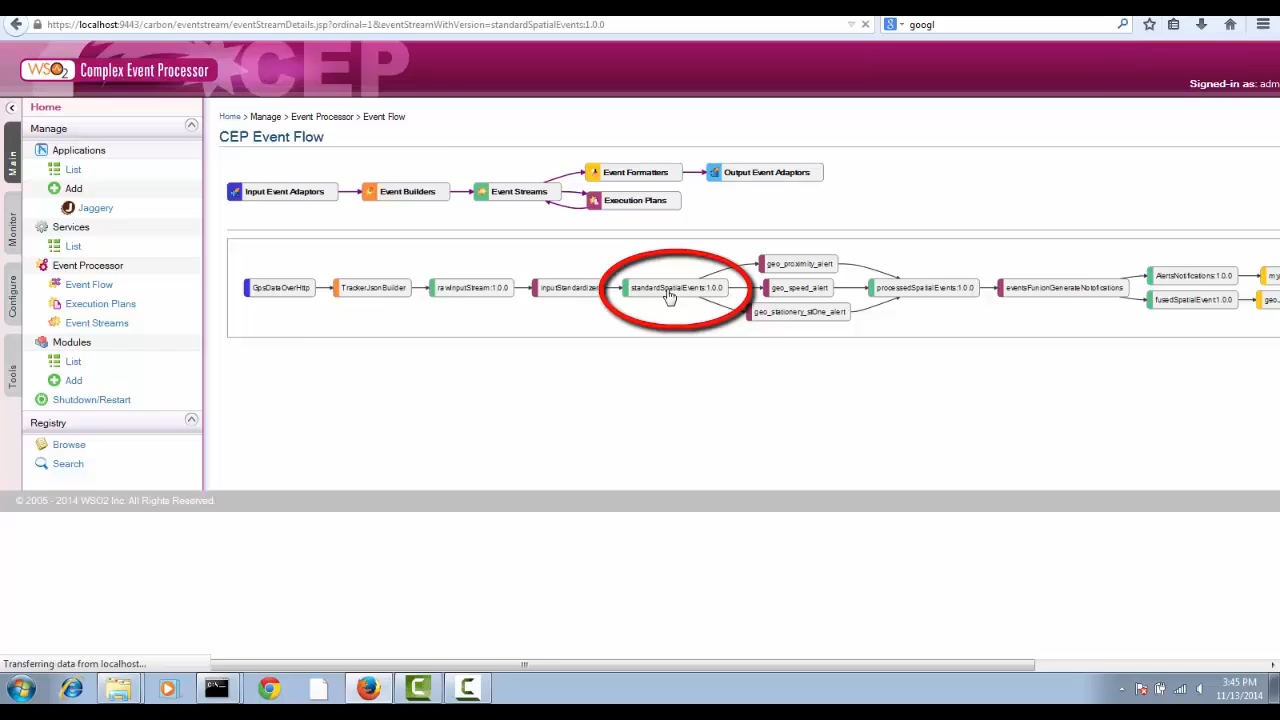 https://localhost:9443/carbon/eventstream/eventStreamDetails.jsp?ordinal=1&eventStreamWithVersion=standardSpatialEvents:1.0.0
googl
CEP
WSO2 Complex Event Processor
Signed-in as: adm
Home
Manage
Applications
List
Add
Jaggery
Services
List
Event Processor
Event Flow
Execution Plans
Event Streams
Modules
List
Add
Shutdown/Restart
Registry
Browse
Search
Main
Monitor
Configure
Tools
Home > Manage > Event Processor > Event Flow
CEP Event Flow
Event Formatters
Output Event Adaptors
Input Event Adaptors
Event Builders
Event Streams
Execution Plans
geo_proximity_alert
AlertsNotifications:1.0.0
my
GpsDataOverHttp
TrackerJsonBuilder
rawInputStream:1.0.0
inputStandardizer
standardSpatialEvents:1.0.0
geo_speed_alert
processedSpatialEvents:1.0.0
eventsFunionGenerateNotifications
fusedSpatialEvent:1.0.0
geo_
geo_stationery_stOne_alert
© 2005 - 2014 WSO2 Inc. All Rights Reserved.
Transferring data from localhost...
3:45 PM
11/13/2014